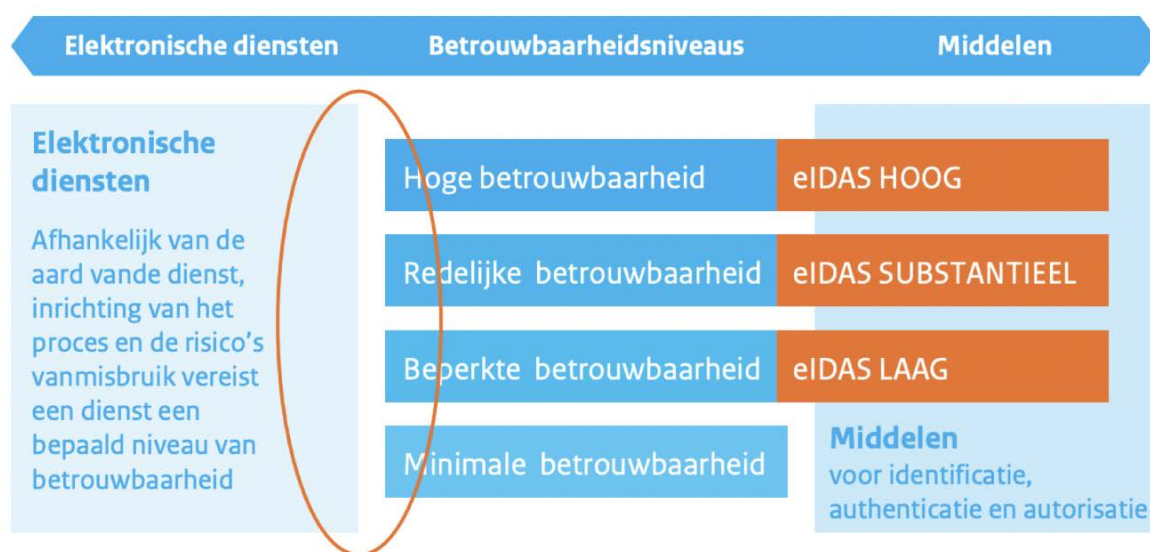 Elektronische diensten
Betrouwbaarheidsniveaus
Middelen
Elektronische
diensten
Afhankelijk van de
aard vande dienst,
inrichting van het
proces en de risico's
vanmisbruik vereist
een dienst een
bepaald niveau van
betrouwbaarheid
Hoge betrouwbaarheid
eIDAS HOOG
Redelijke betrouwbaarheid
eIDAS SUBSTANTIEEL
Beperkte betrouwbaarheid
eIDAS LAAG
Minimale betrouwbaarheid
Middelen
voor identificatie,
authenticatie en autorisatie